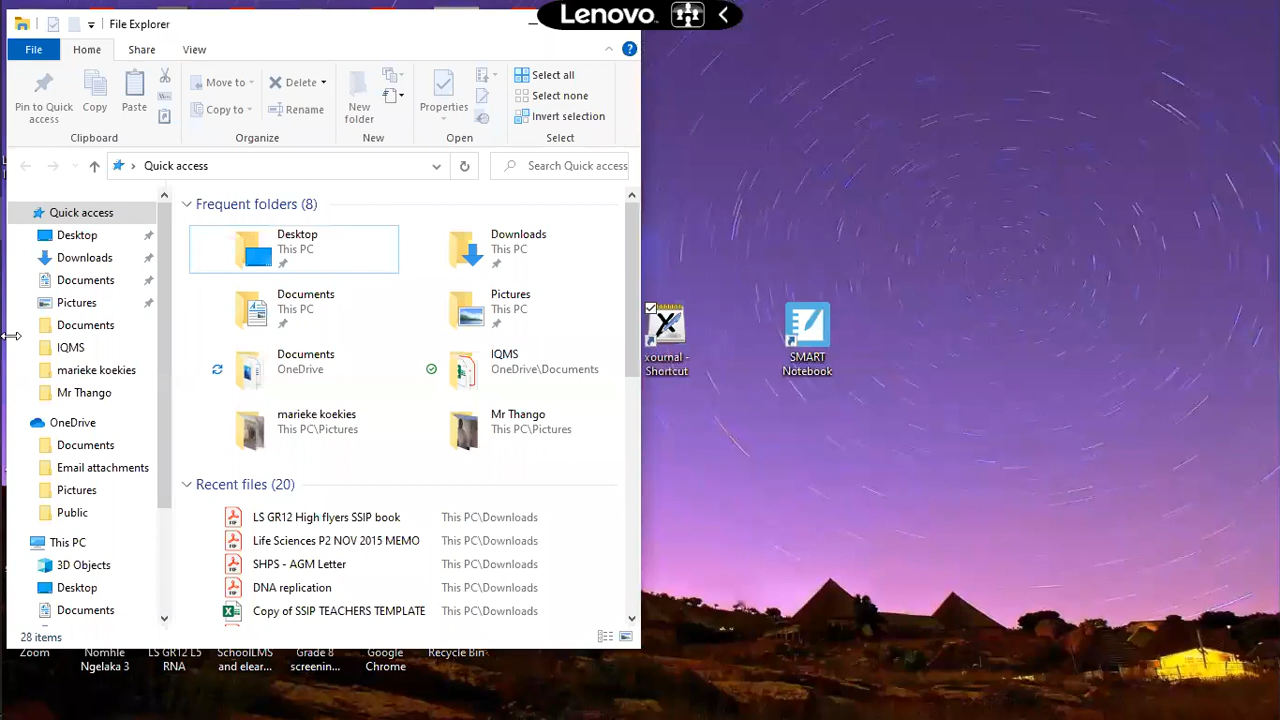 Lenovo
File Explorer
File Home Share View
Pin to Quick access
Copy
Paste
Clipboard
Move to
Copy to
Delete
Rename
Organize
New folder
New
Properties
Open
Select all
Select none
Invert selection
Select
Quick access
Search Quick access
Quick access
Desktop
Downloads
Documents
Pictures
Documents
IQMS
marieke koekies
Mr Thango
OneDrive
Documents
Email attachments
Pictures
Public
This PC
3D Objects
Desktop
Documents
Frequent folders (8)
Desktop
This PC
Downloads
This PC
Documents
This PC
Pictures
This PC
Documents
OneDrive
IQMS
OneDrive\Documents
marieke koekies
This PC\Pictures
Mr Thango
This PC\Pictures
Recent files (20)
LS GR12 High flyers SSIP book This PC\Downloads
Life Sciences P2 NOV 2015 MEMO This PC\Downloads
SHPS - AGM Letter This PC\Downloads
DNA replication This PC\Downloads
Copy of SSIP TEACHERS TEMPLATE This PC\Downloads
28 items
xournal -
Shortcut
SMART
Notebook
Zoom
Nomhle
Ngelaka 3
LS GR12 L5
RNA
SchoolLMS
and elear...
Grade 8
screenin...
Google
Chrome
Recycle Bin